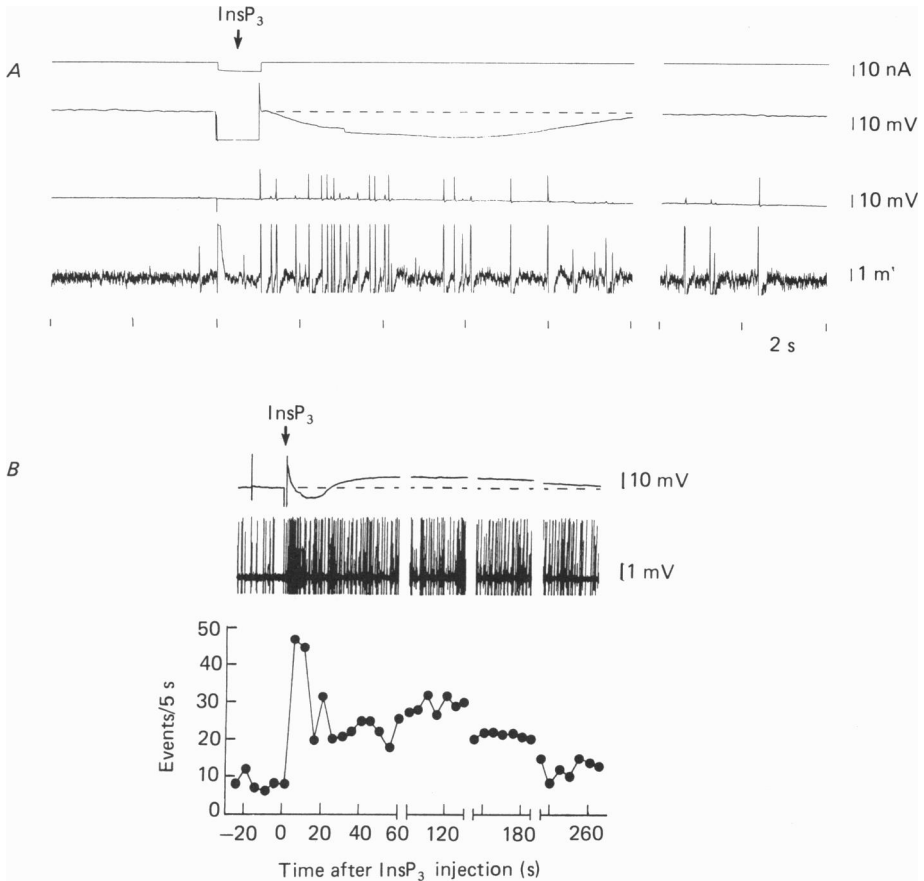 InsP3
A
10 nA
10 mV
10 mV
1 m'
2 s
InsP3
B
10 mV
1 mV
50
40
30
20
10
0
Events/5 s
−20 0 20 40 60 120 180 260
Time after InsP3 injection (s)